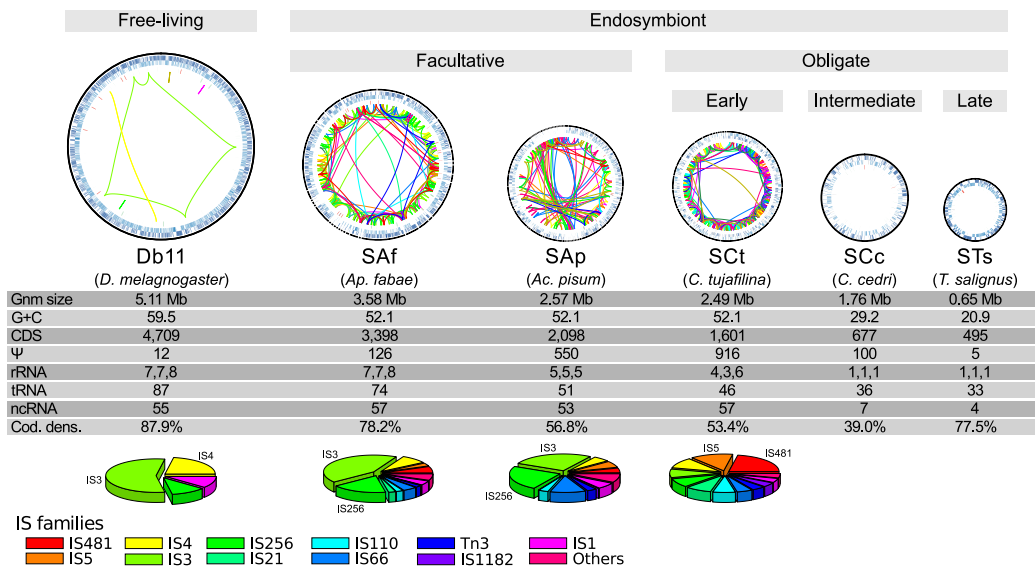 Free-living Endosymbiont
Facultative Obligate
Early Intermediate Late
Db11 SAf SAp SCt SCc STs
(D. melagnogaster) (Ap. fabae) (Ac. pisum) (C. tujafilina) (C. cedri) (T. salignus)
Gnm size 5.11 Mb 3.58 Mb 2.57 Mb 2.49 Mb 1.76 Mb 0.65 Mb
G+C 59.5 52.1 52.1 52.1 29.2 20.9
CDS 4,709 3,398 2,098 1,601 677 495
Ψ 12 126 550 916 100 5
rRNA 7,7,8 7,7,8 5,5,5 4,3,6 1,1,1 1,1,1
tRNA 87 74 51 46 36 33
ncRNA 55 57 53 57 7 4
Cod. dens. 87.9% 78.2% 56.8% 53.4% 39.0% 77.5%
IS3 IS4 IS3 IS256 IS3 IS256 IS5 IS481
IS families
IS481 IS4 IS256 IS110 Tn3 IS1
IS5 IS3 IS21 IS66 IS1182 Others